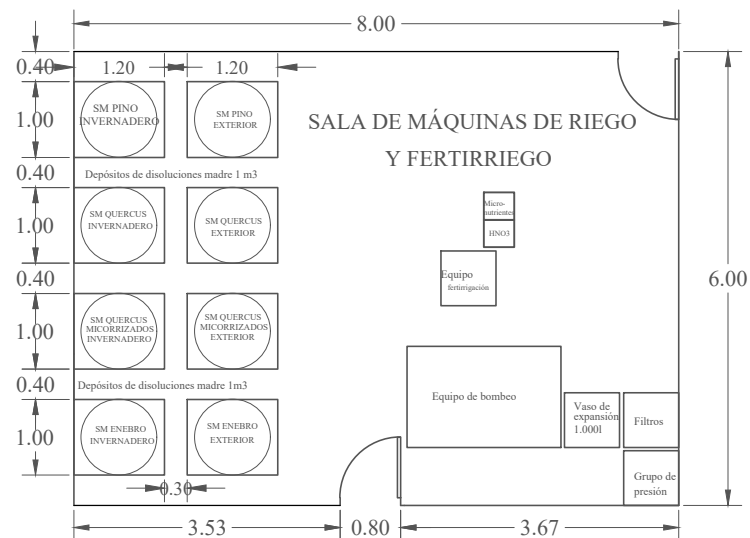 8.00
0.40
1.20
1.20
1.00
SM PINO
INVERNADERO
SM PINO
EXTERIOR
SALA DE MÁQUINAS DE RIEGO
Y FERTIRRIEGO
0.40
Depósitos de disoluciones madre 1 m3
1.00
SM QUERCUS
INVERNADERO
SM QUERCUS
EXTERIOR
Micro-
nutrientes
HNO3
0.40
Equipo
fertirrigación
6.00
1.00
SM QUERCUS
MICORRIZADOS
INVERNADERO
SM QUERCUS
MICORRIZADOS
EXTERIOR
0.40
Depósitos de disoluciones madre 1m3
Equipo de bombeo
Vaso de
expansión
1.000l
Filtros
1.00
SM ENEBRO
INVERNADERO
SM ENEBRO
EXTERIOR
Grupo de
presión
0.30
3.53
0.80
3.67